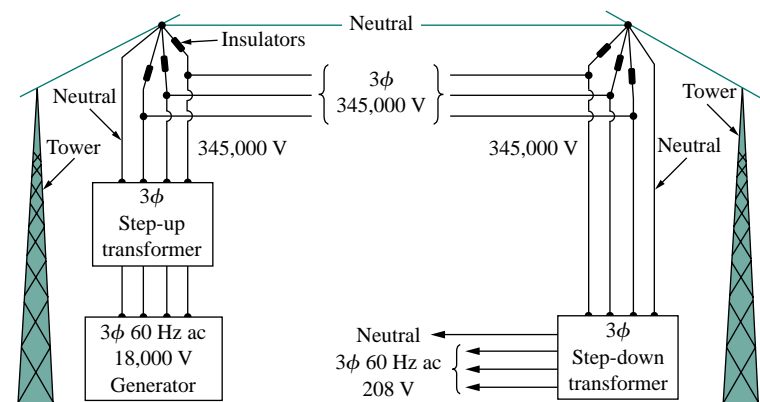 Neutral
Insulators
3ϕ
345,000 V
Neutral
Tower
345,000 V
345,000 V
Tower
Neutral
3ϕ
Step-up
transformer
3ϕ 60 Hz ac
18,000 V
Generator
Neutral
3ϕ 60 Hz ac
208 V
3ϕ
Step-down
transformer